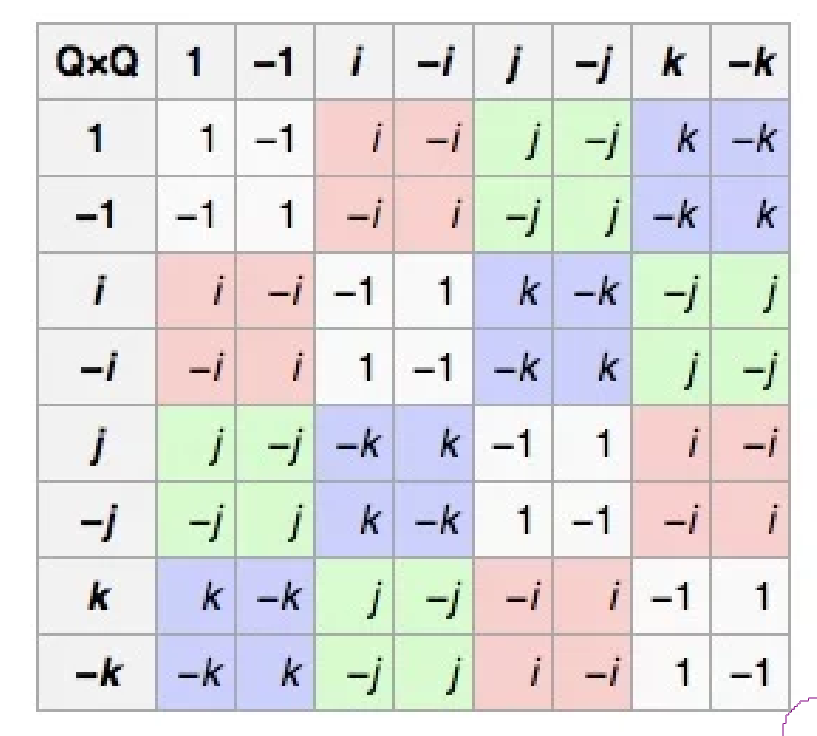 Q×Q 1 −1 i −i j −j k −k
1 1 −1 i −i j −j k −k
−1 −1 1 −i i −j j −k k
i i −i −1 1 k −k −j j
−i −i i 1 −1 −k k j −j
j j −j −k k −1 1 i −i
−j −j j k −k 1 −1 −i i
k k −k j −j −i i −1 1
−k −k k −j j i −i 1 −1